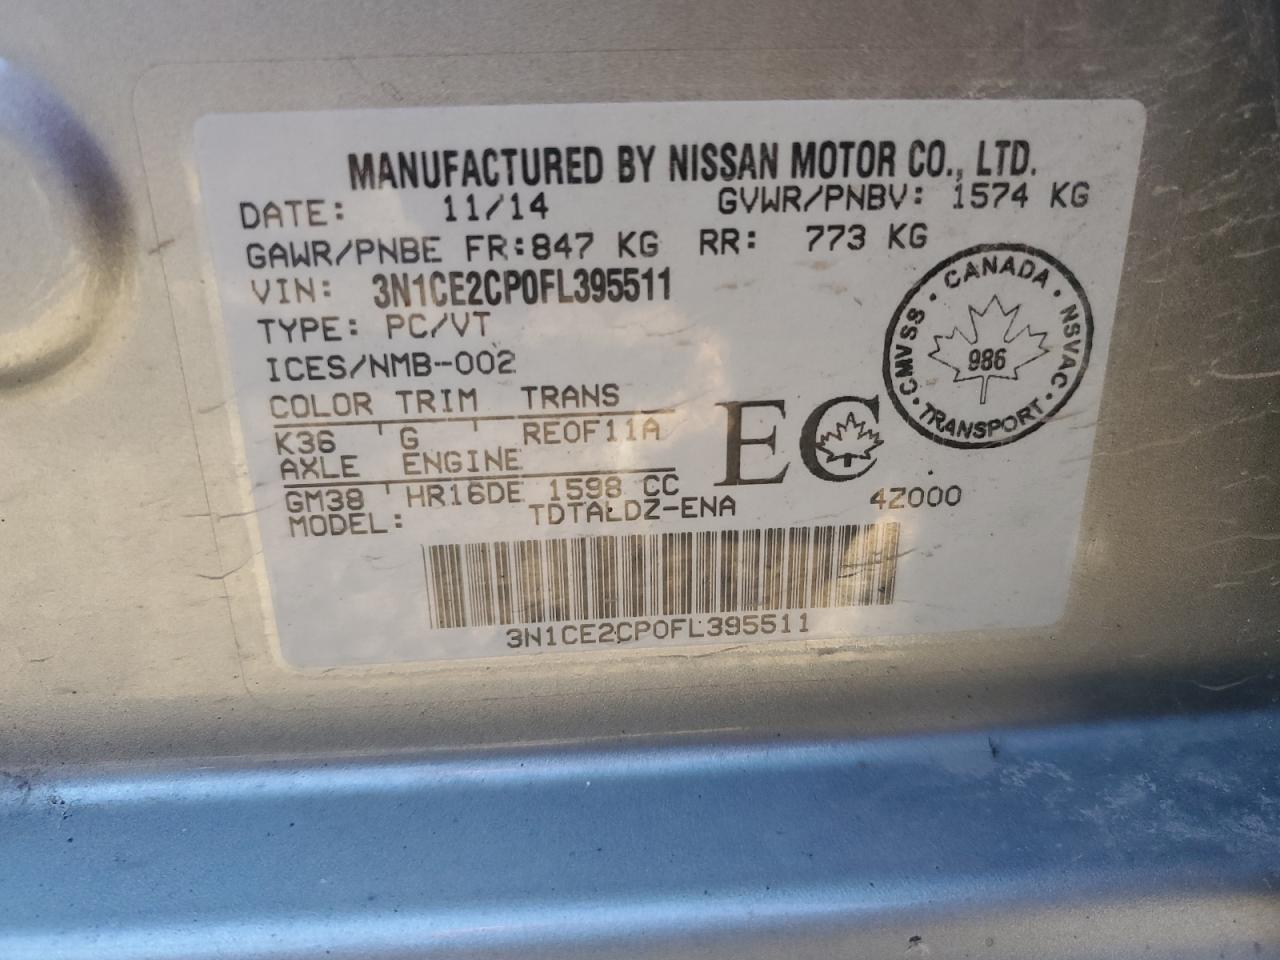 MANUFACTURED BY NISSAN MOTOR CO., LTD.
DATE: 11/14 GVWR/PNBV: 1574 KG
GAWR/PNBE FR:847 KG RR: 773 KG
VIN: 3N1CE2CP0FL395511
TYPE: PC/VT
ICES/NMB-002
COLOR TRIM TRANS
K36 G RE0F11A
AXLE ENGINE
GM38 HR16DE 1598 CC
MODEL: TDTALDZ-ENA 4Z000
3N1CE2CP0FL395511
EC
CMVSS · CANADA · NSVAC · TRANSPORT ·
986